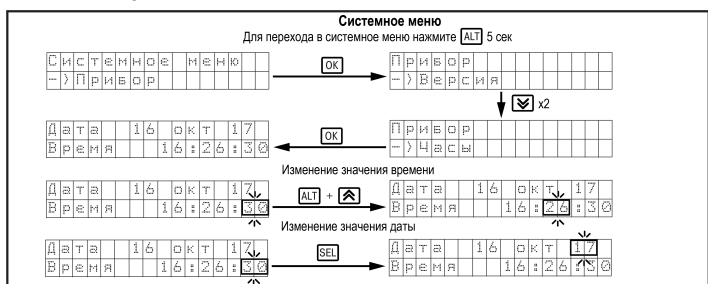 Системное меню
Для перехода в системное меню нажмите ALT 5 сек
Системное меню
->Прибор
OK
Прибор
->Версия
x2
Дата 16 окт 17
Время 16:26:30
OK
Прибор
->Часы
Изменение значения времени
Дата 16 окт 17
Время 16:26:30
ALT +
Дата 16 окт 17
Время 16:26:30
Изменение значения даты
Дата 16 окт 17
Время 16:26:30
SEL
Дата 16 окт 17
Время 16:26:30